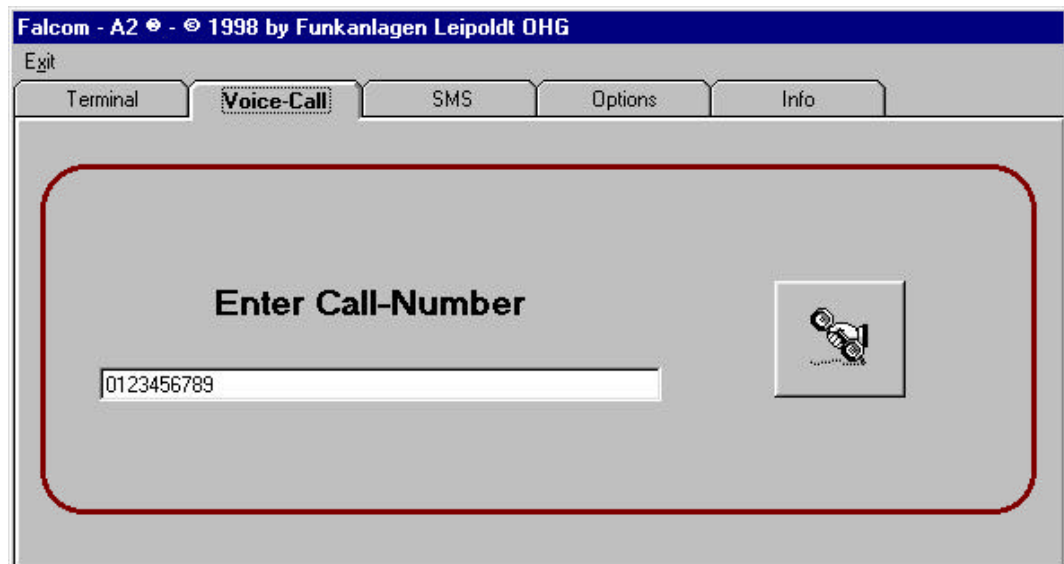 Falcom - A2 ® - © 1998 by Funkanlagen Leipoldt OHG
Exit
Terminal Voice-Call SMS Options Info
Enter Call-Number
0123456789